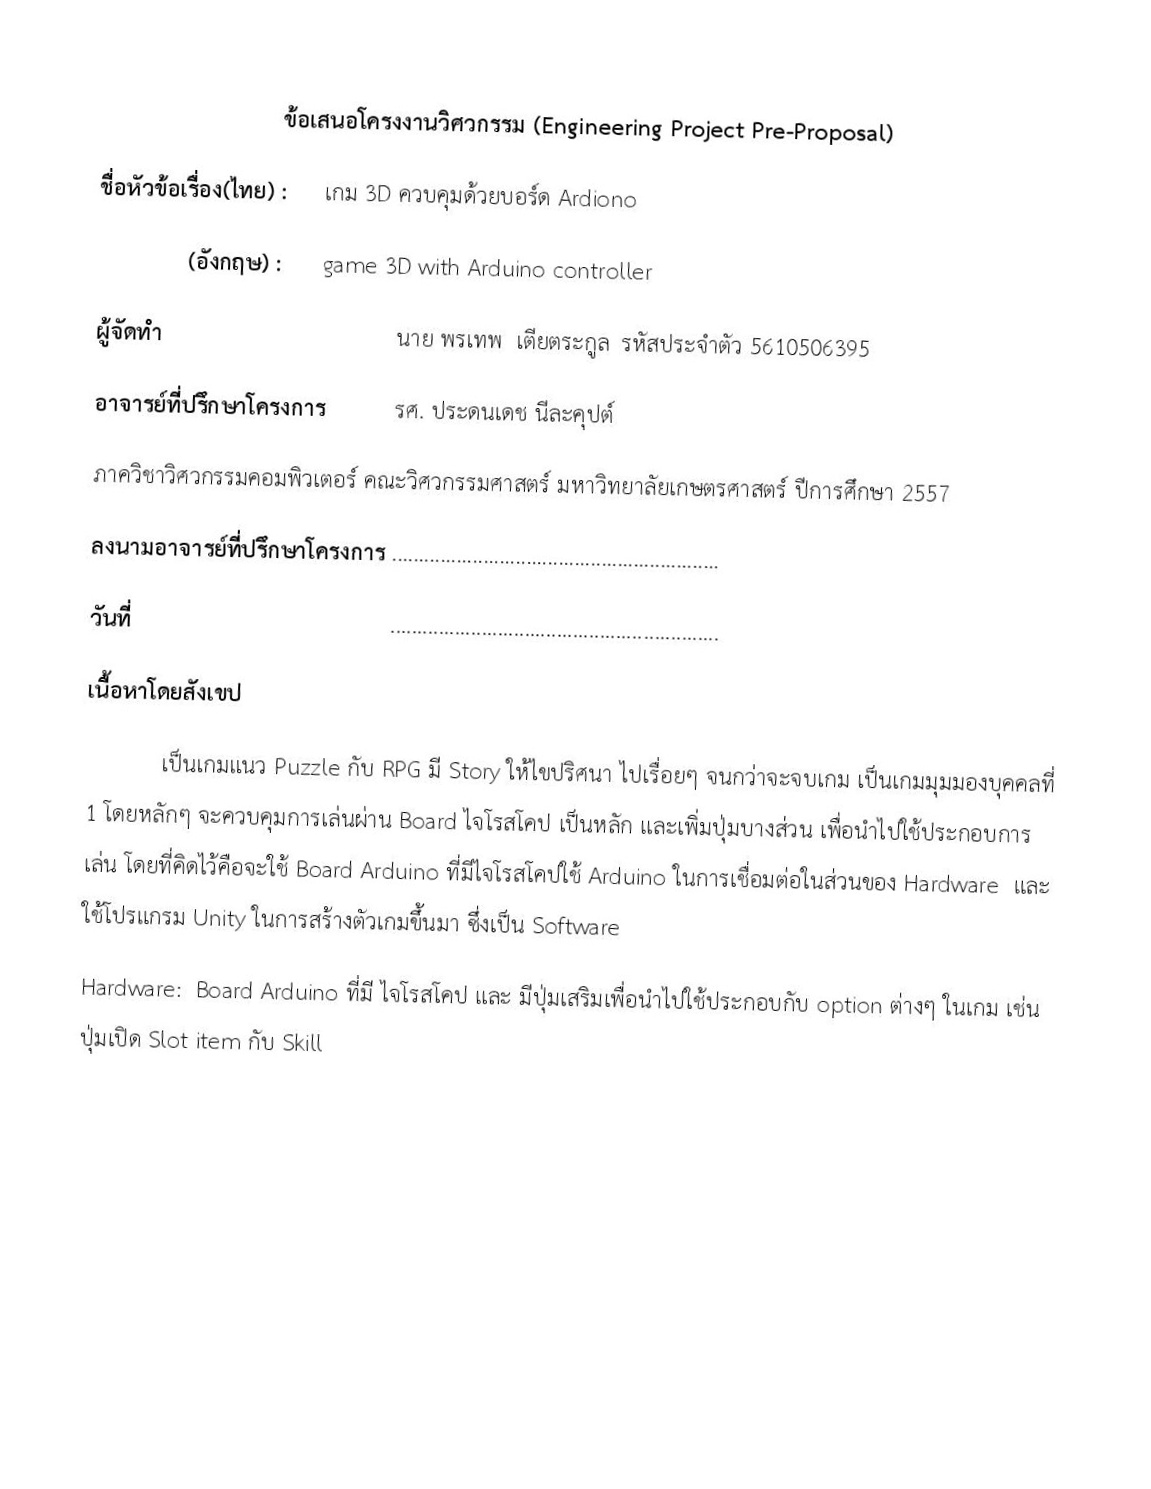 ข้อเสนอโครงงานวิศวกรรม (Engineering Project Pre-Proposal)
ชื่อหัวข้อเรื่อง(ไทย) : เกม 3D ควบคุมด้วยบอร์ด Ardiono
(อังกฤษ) : game 3D with Arduino controller
ผู้จัดทำ นาย พรเทพ เตียตระกูล รหัสประจำตัว 5610506395
อาจารย์ที่ปรึกษาโครงการ รศ. ประดนเดช นีละคุปต์
ภาควิชาวิศวกรรมคอมพิวเตอร์ คณะวิศวกรรมศาสตร์ มหาวิทยาลัยเกษตรศาสตร์ ปีการศึกษา 2557
ลงนามอาจารย์ที่ปรึกษาโครงการ .............................................................
วันที่ .............................................................
เนื้อหาโดยสังเขป
เป็นเกมแนว Puzzle กับ RPG มี Story ให้ไขปริศนา ไปเรื่อยๆ จนกว่าจะจบเกม เป็นเกมมุมมองบุคคลที่
1 โดยหลักๆ จะควบคุมการเล่นผ่าน Board ไจโรสโคป เป็นหลัก และเพิ่มปุ่มบางส่วน เพื่อนำไปใช้ประกอบการ
เล่น โดยที่คิดไว้คือจะใช้ Board Arduino ที่มีไจโรสโคปใช้ Arduino ในการเชื่อมต่อในส่วนของ Hardware และ
ใช้โปรแกรม Unity ในการสร้างตัวเกมขึ้นมา ซึ่งเป็น Software
Hardware: Board Arduino ที่มี ไจโรสโคป และ มีปุ่มเสริมเพื่อนำไปใช้ประกอบกับ option ต่างๆ ในเกม เช่น
ปุ่มเปิด Slot item กับ Skill